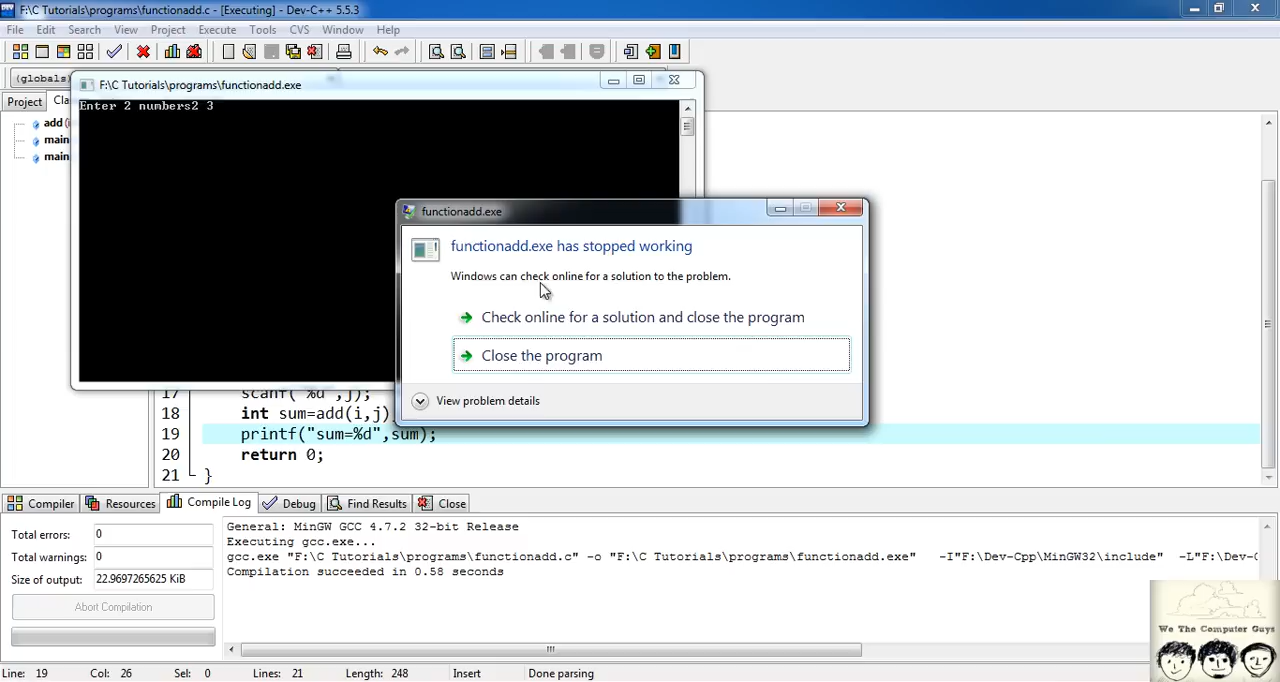 F:\C Tutorials\programs\functionadd.c - [Executing] - Dev-C++ 5.5.3
File Edit Search View Project Execute Tools CVS Window Help
(globals)
F:\C Tutorials\programs\functionadd.exe
Project Cla
Enter 2 numbers2 3
add (i
main
main
functionadd.exe
functionadd.exe has stopped working
Windows can check online for a solution to the problem.
Check online for a solution and close the program
Close the program
View problem details
17 scanf("%d",j);
18 int sum=add(i,j)
19 printf("sum=%d",sum);
20 return 0;
21 }
Compiler Resources Compile Log Debug Find Results Close
Total errors: 0
Total warnings: 0
Size of output: 22.9697265625 KiB
Abort Compilation
General: MinGW GCC 4.7.2 32-bit Release
Executing gcc.exe...
gcc.exe "F:\C Tutorials\programs\functionadd.c" -o "F:\C Tutorials\programs\functionadd.exe" -I"F:\Dev-Cpp\MinGW32\include" -L"F:\Dev-C
Compilation succeeded in 0.58 seconds
We The Computer Guys
Line: 19 Col: 26 Sel: 0 Lines: 21 Length: 248 Insert Done parsing